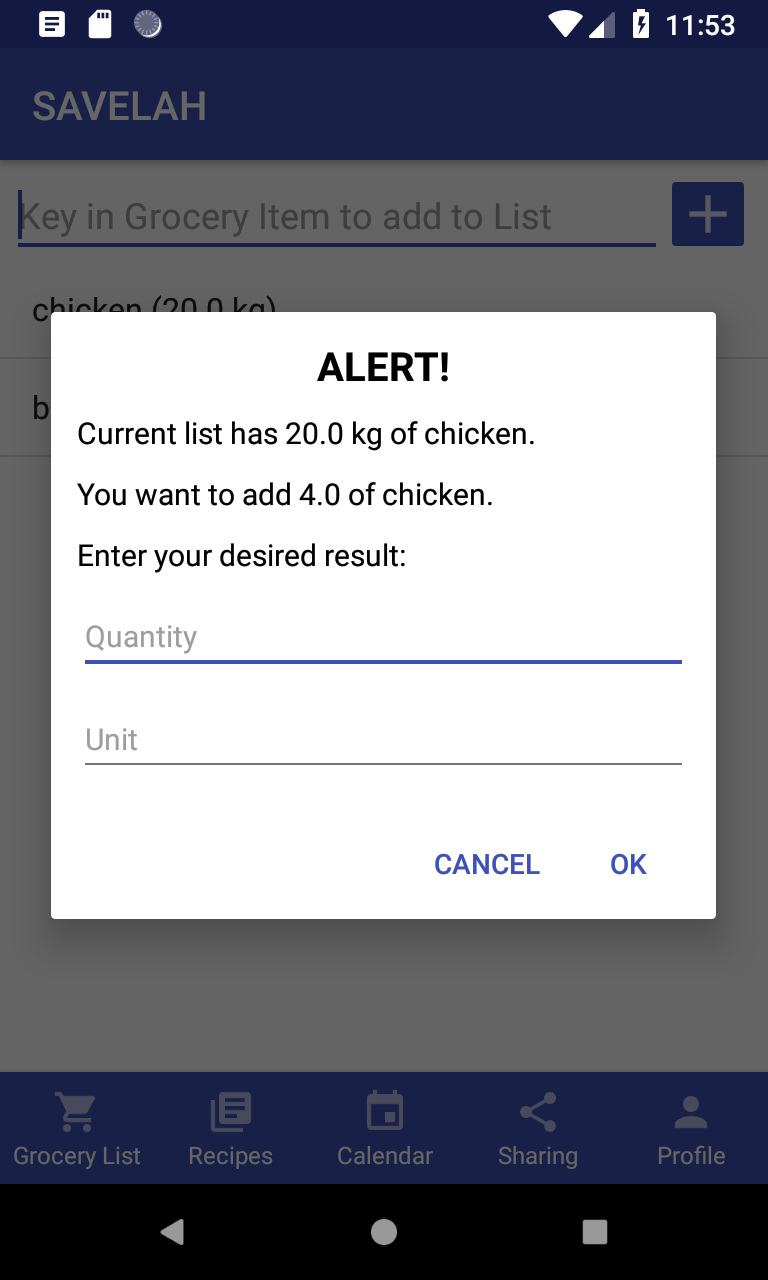 11:53
SAVELAH
Key in Grocery Item to add to List
chicken (20.0 kg)
ALERT!
Current list has 20.0 kg of chicken.
You want to add 4.0 of chicken.
Enter your desired result:
Quantity
Unit
CANCEL OK
Grocery List Recipes Calendar Sharing Profile